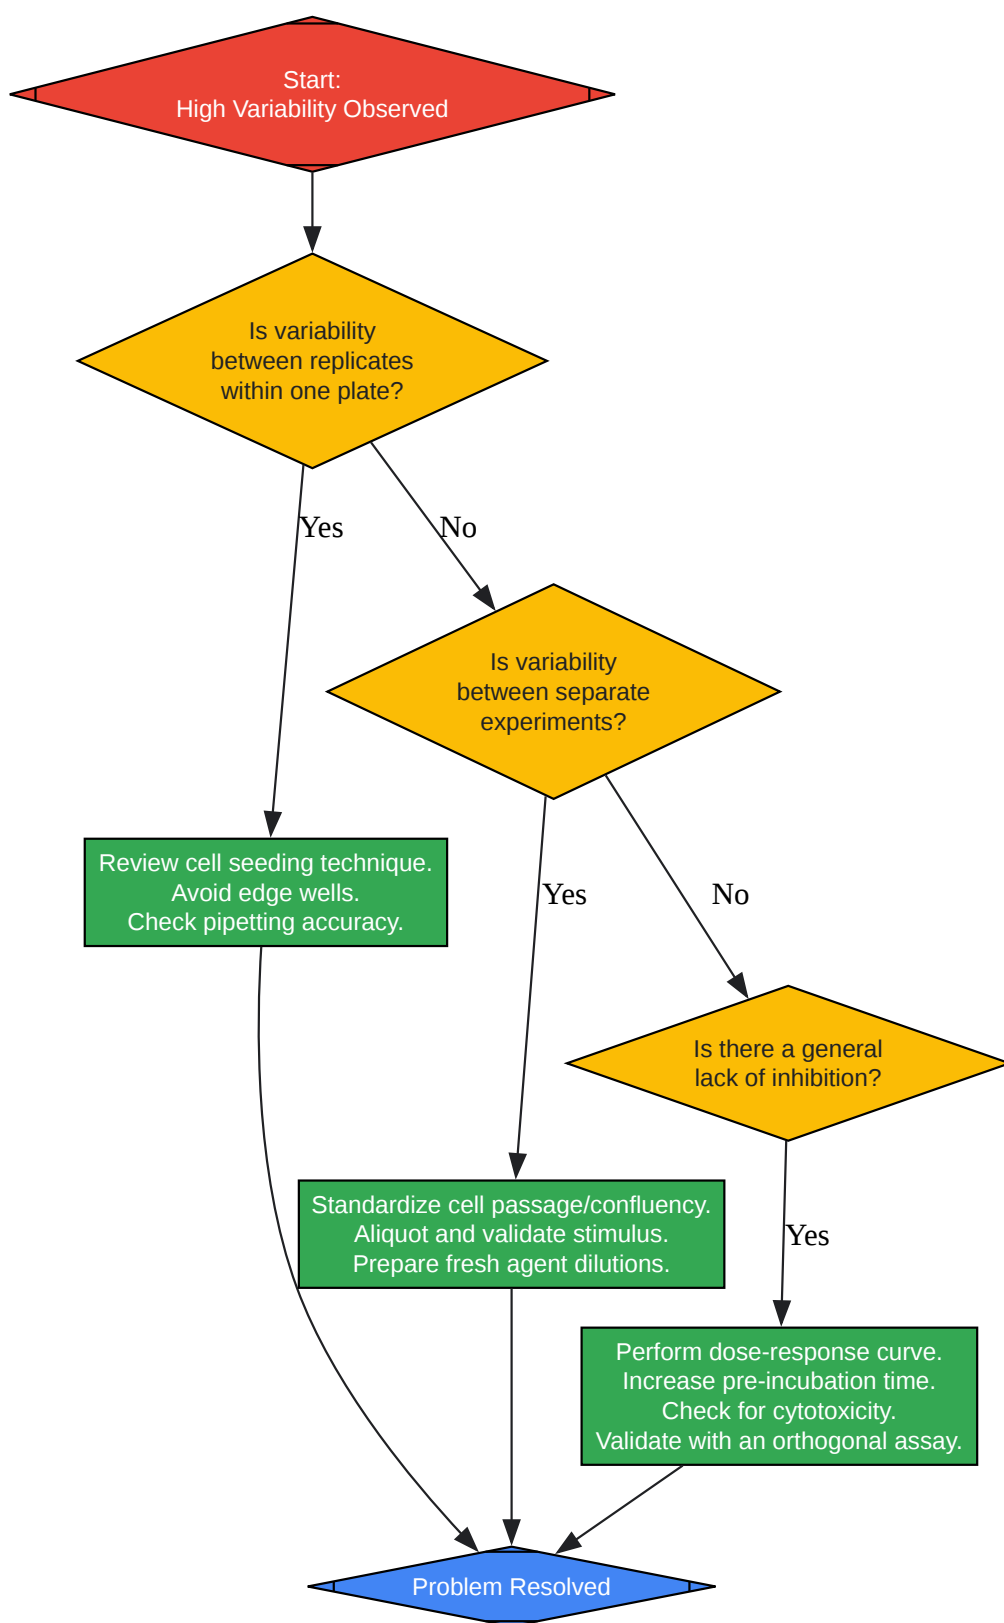 Start:
High Variability Observed
Is variability
between replicates
within one plate?
Yes
No
Is variability
between separate
experiments?
Review cell seeding technique.
Avoid edge wells.
Check pipetting accuracy.
Yes
No
Is there a general
lack of inhibition?
Standardize cell passage/confluency.
Aliquot and validate stimulus.
Prepare fresh agent dilutions.
Yes
Perform dose-response curve.
Increase pre-incubation time.
Check for cytotoxicity.
Validate with an orthogonal assay.
Problem Resolved